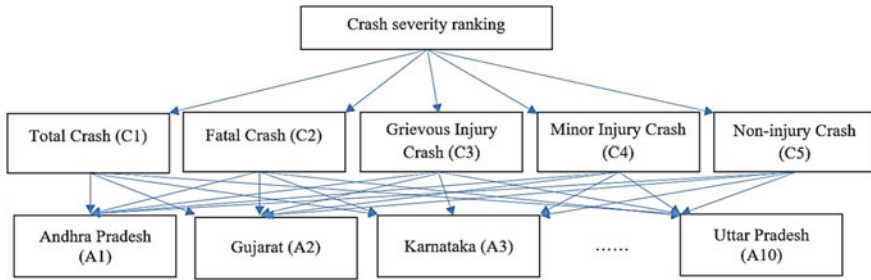 Crash severity ranking
Total Crash (C1)
Fatal Crash (C2)
Grievous Injury
Crash (C3)
Minor Injury Crash
(C4)
Non-injury Crash
(C5)
Andhra Pradesh
(A1)
Gujarat (A2)
Karnataka (A3)
......
Uttar Pradesh
(A10)